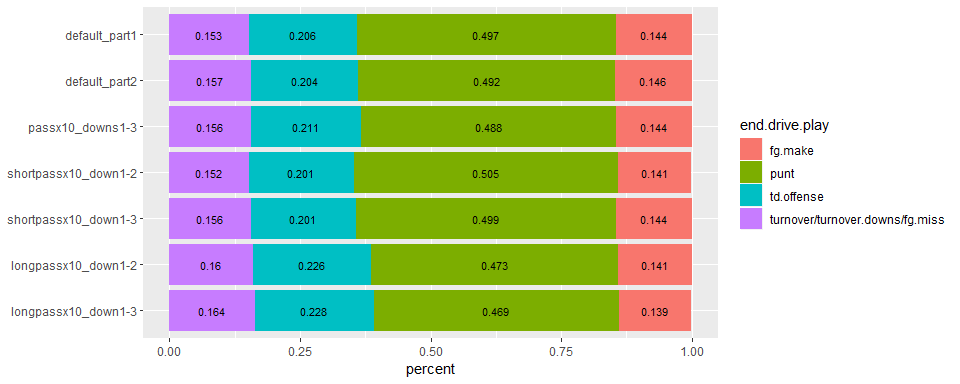 default_part1 0.153 0.206 0.497 0.144
default_part2 0.157 0.204 0.492 0.146
passx10_downs1-3 0.156 0.211 0.488 0.144
shortpassx10_down1-2 0.152 0.201 0.505 0.141
shortpassx10_down1-3 0.156 0.201 0.499 0.144
longpassx10_down1-2 0.16 0.226 0.473 0.141
longpassx10_down1-3 0.164 0.228 0.469 0.139
0.00 0.25 0.50 0.75 1.00
percent
end.drive.play
fg.make
punt
td.offense
turnover/turnover.downs/fg.miss